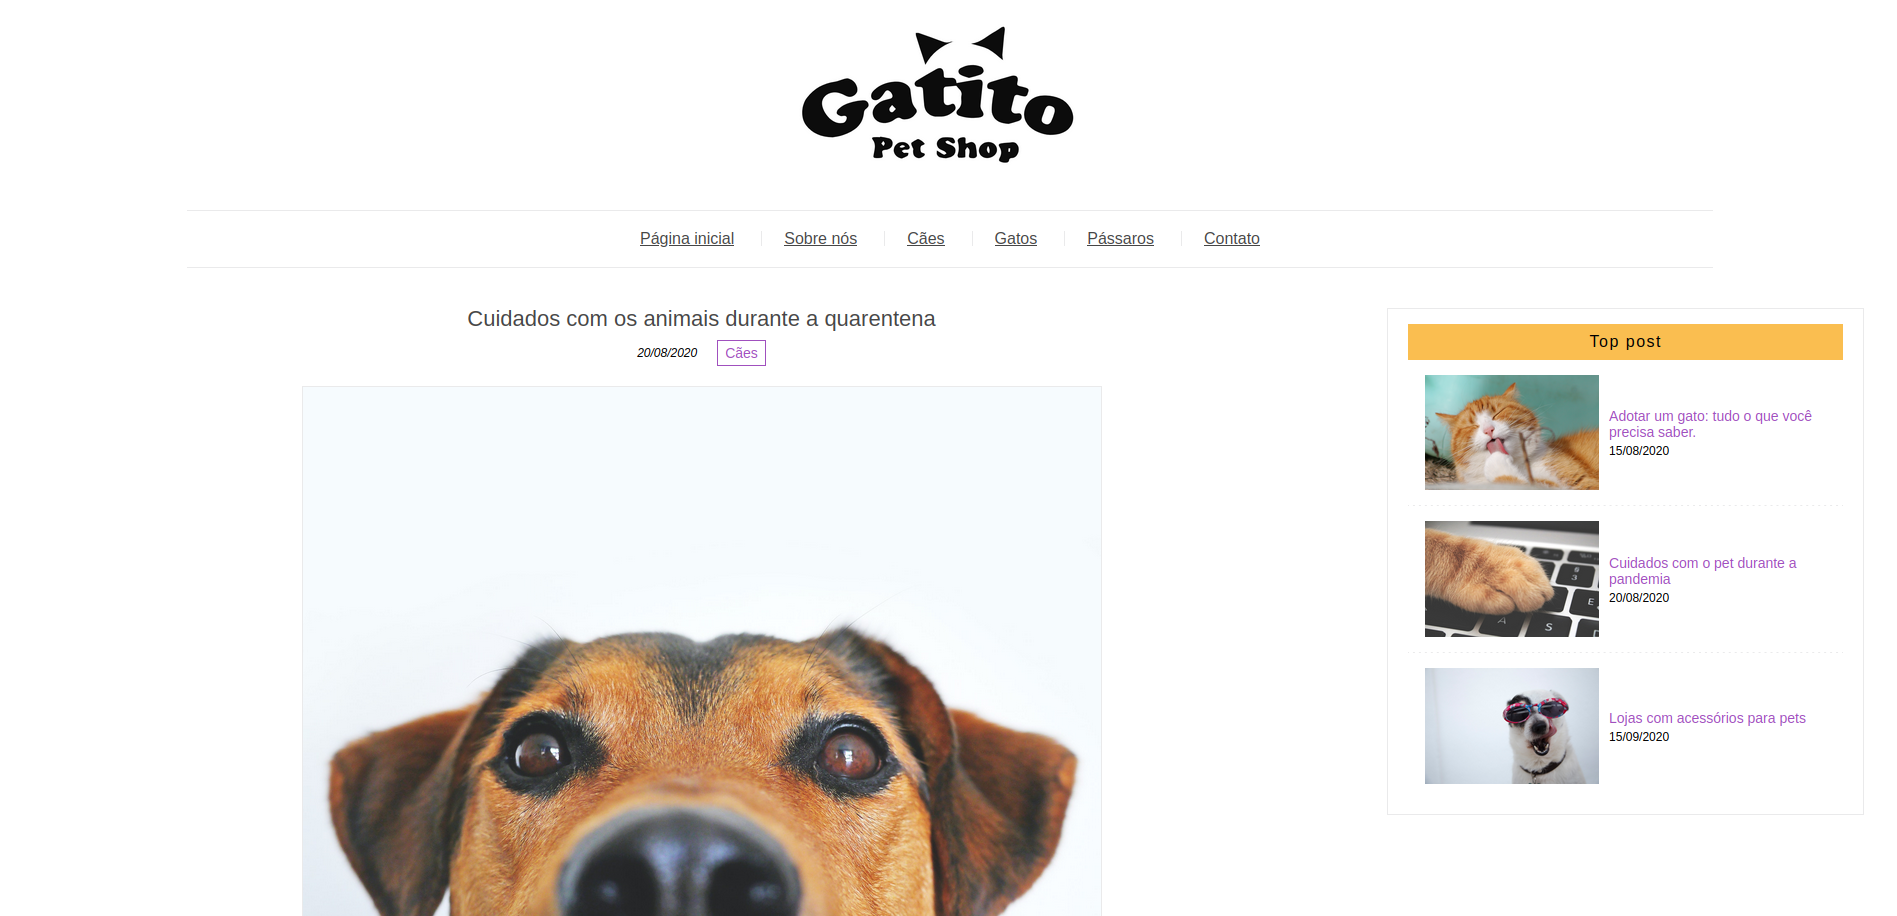 Gatito
Pet Shop
Página inicial
Sobre nós
Cães
Gatos
Pássaros
Contato
Cuidados com os animais durante a quarentena
20/08/2020
Cães
Top post
Adotar um gato: tudo o que você
precisa saber.
15/08/2020
Cuidados com o pet durante a
pandemia
20/08/2020
Lojas com acessórios para pets
15/09/2020